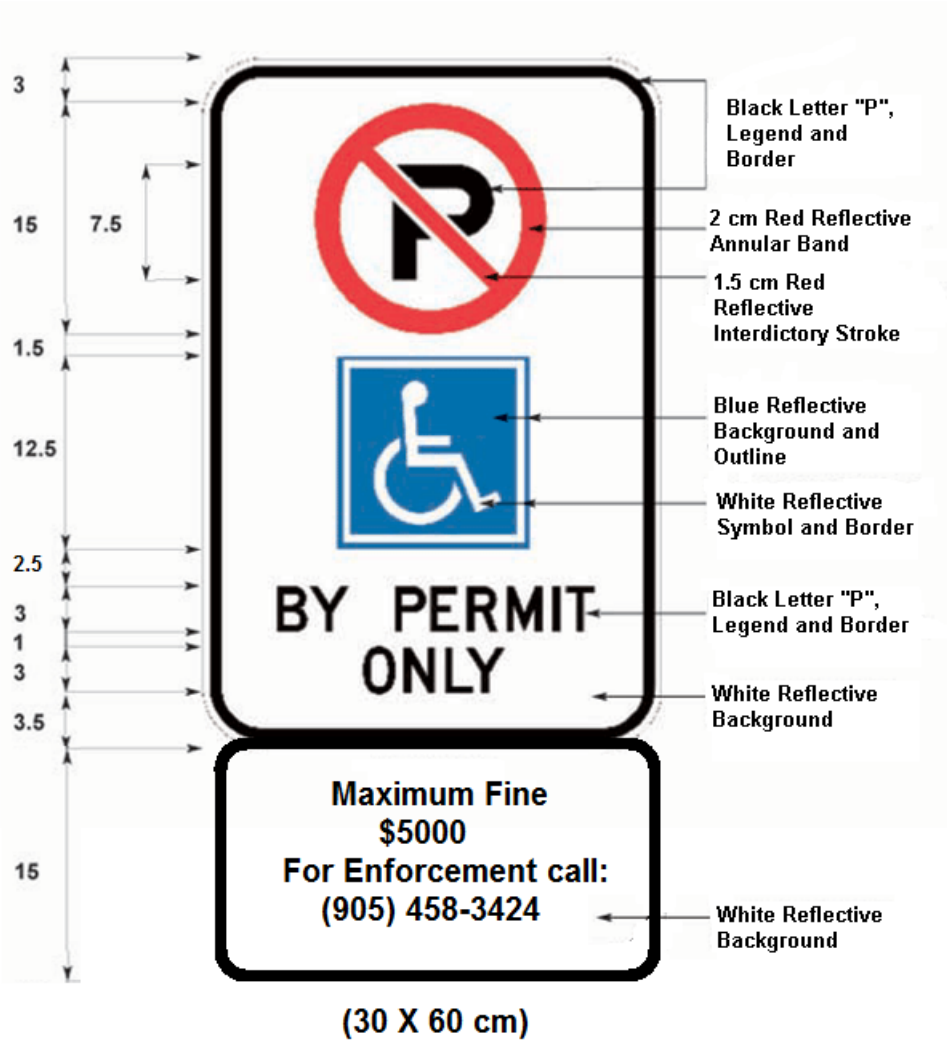 3
15
7.5
1.5
12.5
2.5
3
1
3
3.5
15
P
BY PERMIT
ONLY
Maximum Fine
$5000
For Enforcement call:
(905) 458-3424
Black Letter "P",
Legend and
Border
2 cm Red Reflective
Annular Band
1.5 cm Red
Reflective
Interdictory Stroke
Blue Reflective
Background and
Outline
White Reflective
Symbol and Border
Black Letter "P",
Legend and Border
White Reflective
Background
White Reflective
Background
(30 X 60 cm)